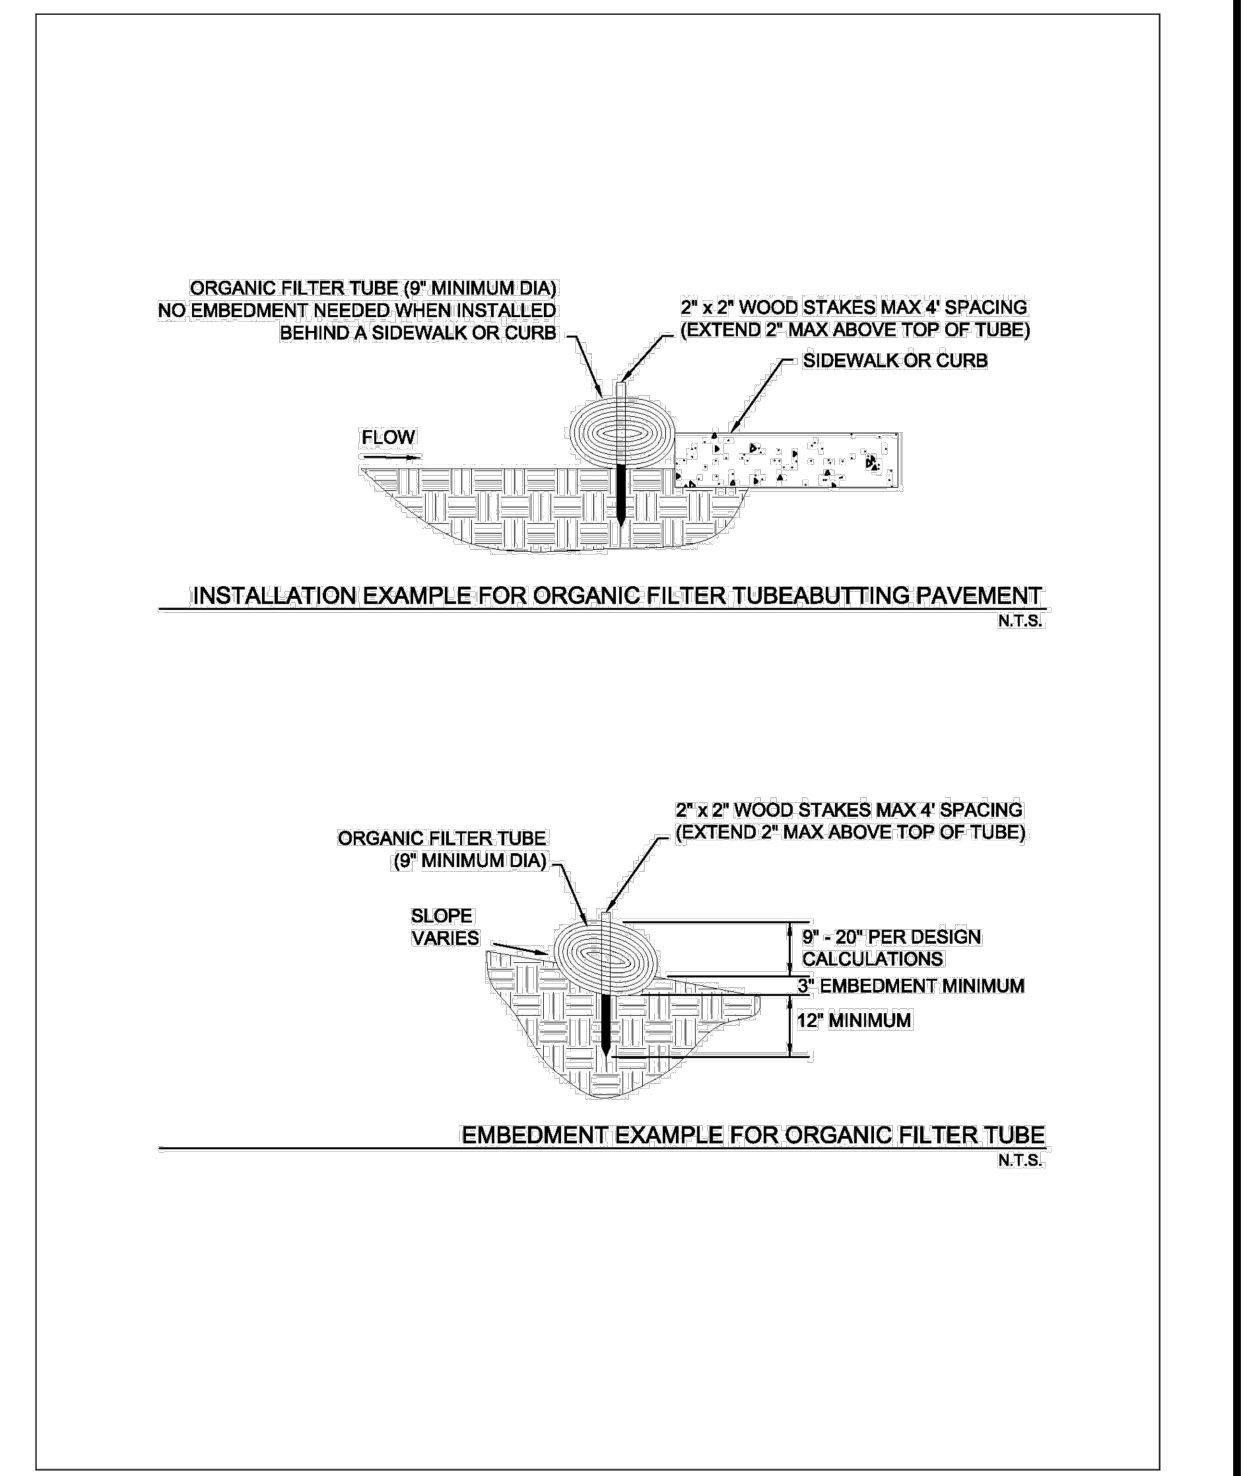 ORGANIC FILTER TUBE (9" MINIMUM DIA)
NO EMBEDMENT NEEDED WHEN INSTALLED
BEHIND A SIDEWALK OR CURB
2" x 2" WOOD STAKES MAX 4' SPACING
(EXTEND 2" MAX ABOVE TOP OF TUBE)
SIDEWALK OR CURB
FLOW
INSTALLATION EXAMPLE FOR ORGANIC FILTER TUBEABUTTING PAVEMENT
N.T.S.
2" x 2" WOOD STAKES MAX 4' SPACING
(EXTEND 2" MAX ABOVE TOP OF TUBE)
ORGANIC FILTER TUBE
(9" MINIMUM DIA)
SLOPE
VARIES
9" - 20" PER DESIGN
CALCULATIONS
3" EMBEDMENT MINIMUM
12" MINIMUM
EMBEDMENT EXAMPLE FOR ORGANIC FILTER TUBE
N.T.S.